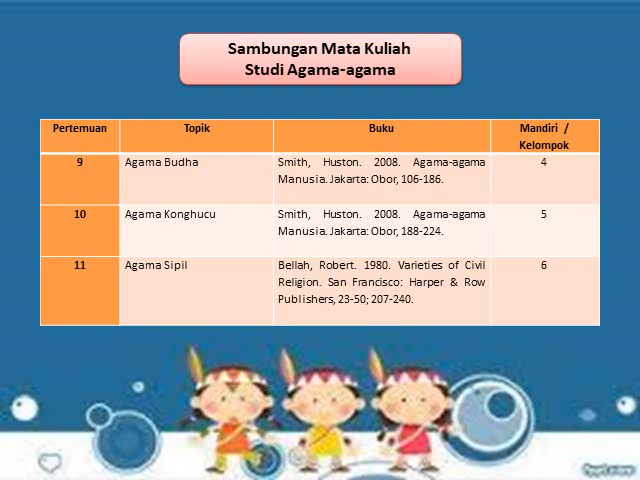 Sambungan Mata Kuliah
Studi Agama-agama
Pertemuan Topik Buku Mandiri /
Kelompok
9 Agama Budha Smith, Huston. 2008. Agama-agama 4
Manusia. Jakarta: Obor, 106-186.
10 Agama Konghucu Smith, Huston. 2008. Agama-agama 5
Manusia. Jakarta: Obor, 188-224.
11 Agama Sipil Bellah, Robert. 1980. Varieties of Civil 6
Religion. San Francisco: Harper & Row
Publishers, 23-50; 207-240.